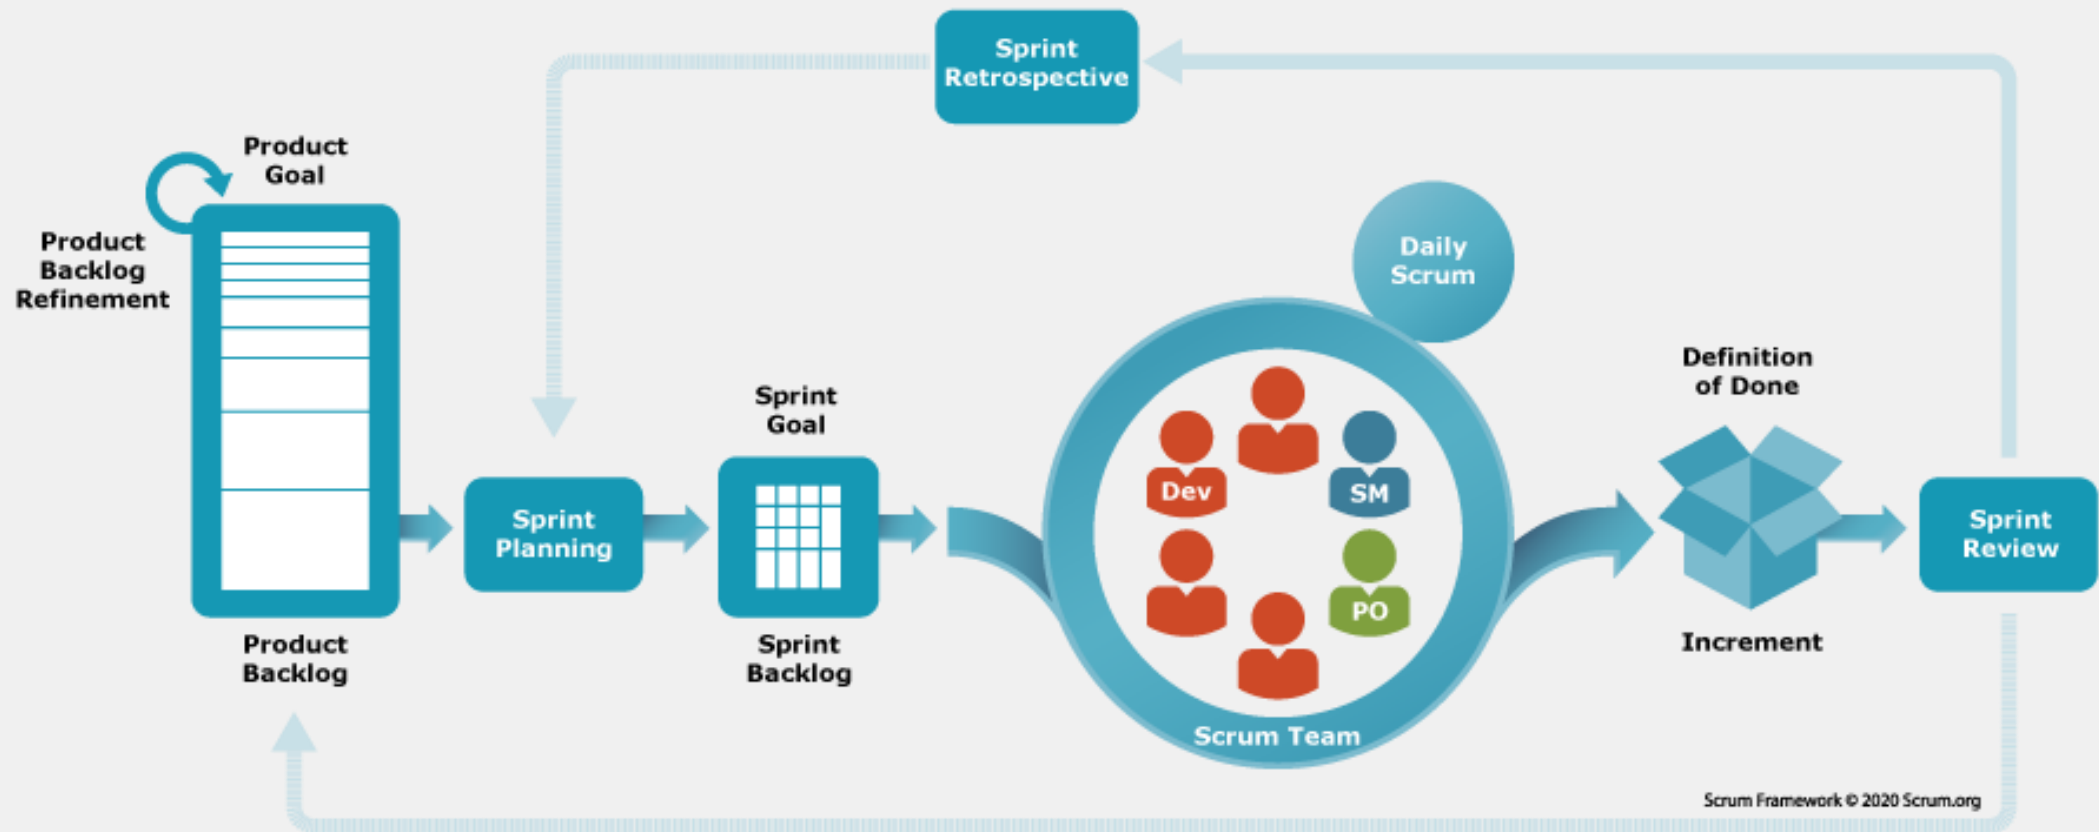 Sprint
Retrospective
Product
Goal
Product
Backlog
Refinement
Daily
Scrum
Definition
of Done
Sprint
Goal
Dev
SM
Sprint
Planning
Sprint
Review
PO
Product
Backlog
Sprint
Backlog
Increment
Scrum Team
Scrum Framework © 2020 Scrum.org